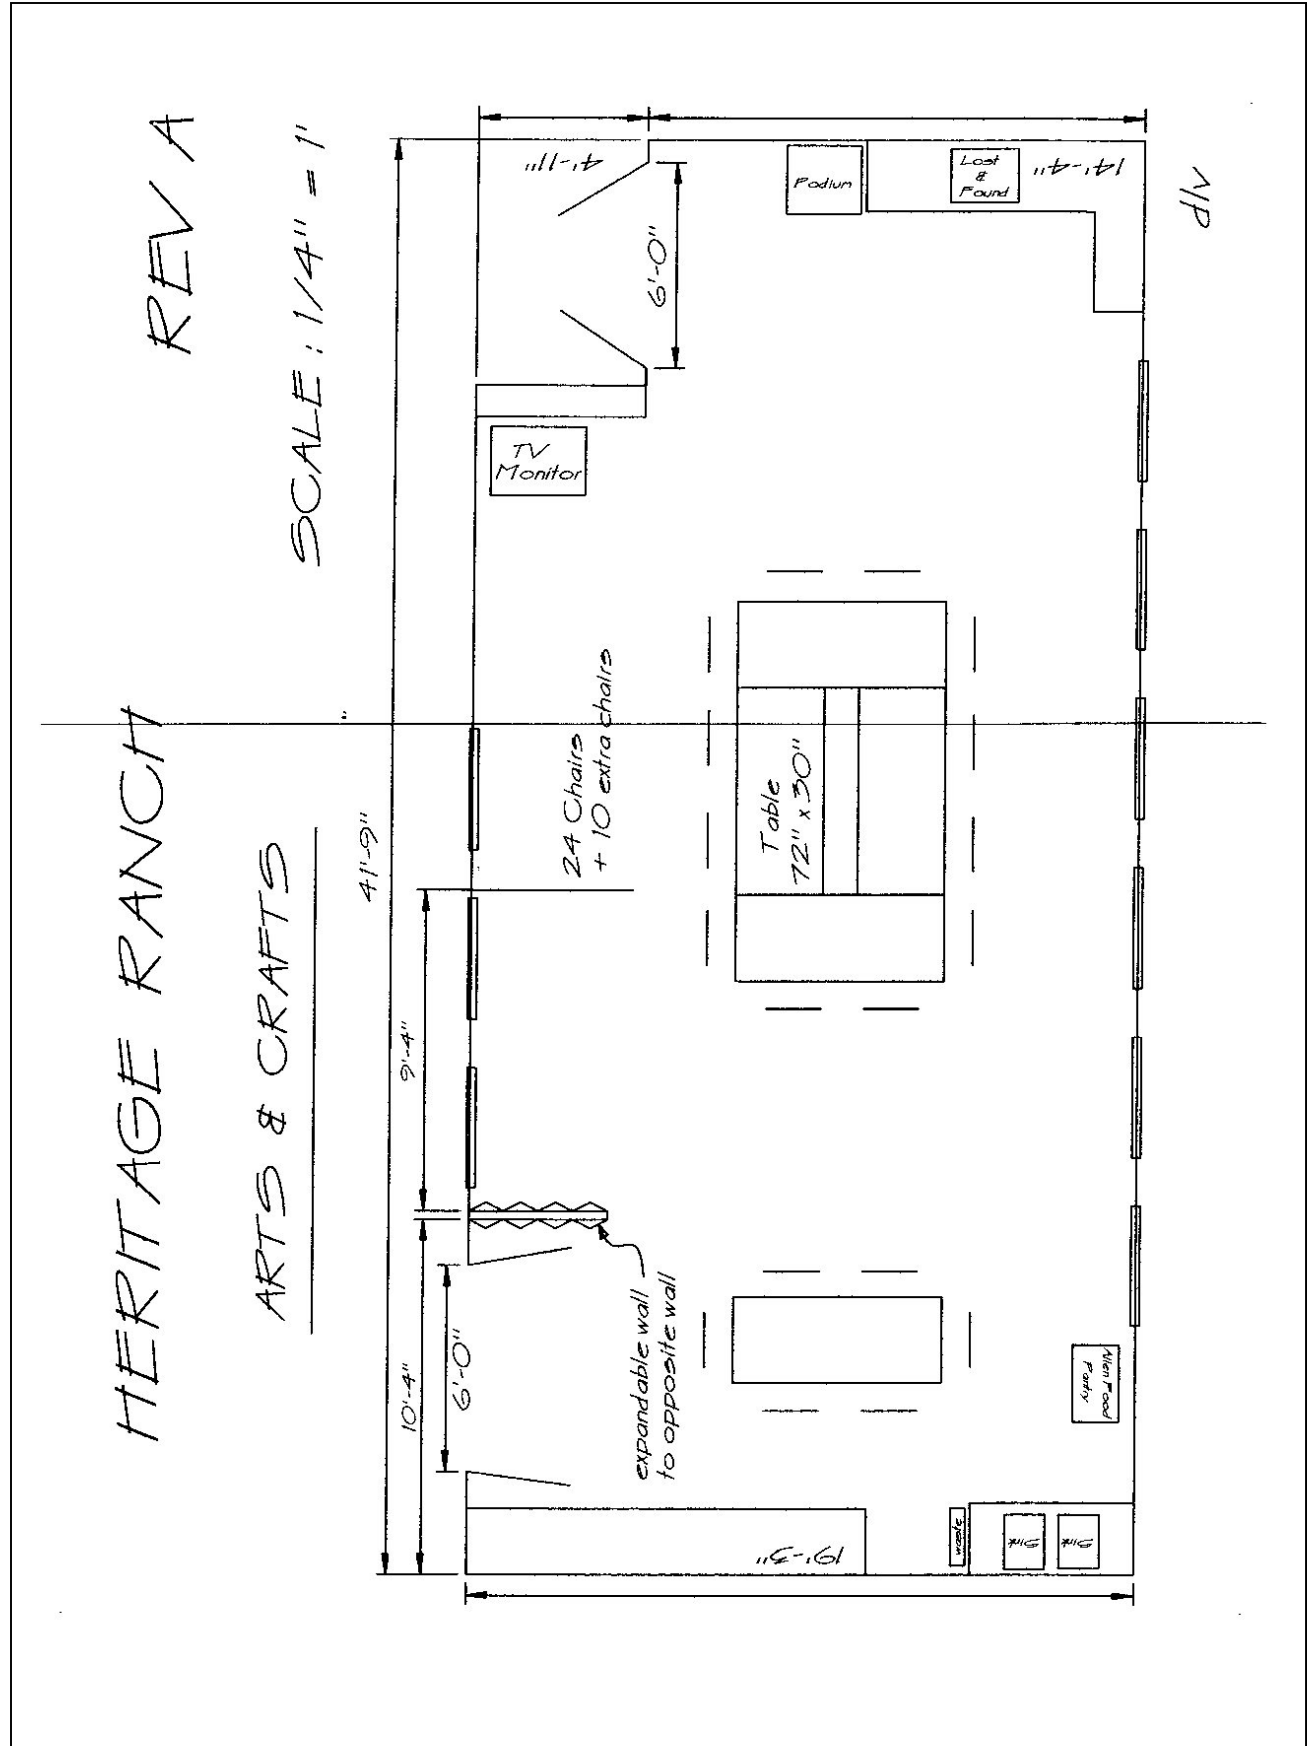 HERITAGE RANCH
REV A
ARTS & CRAFTS
SCALE : 1/4" = 1'
41'-9"
10'-4"
9'-4"
6'-0"
4'-11"
TV
Monitor
6'-0"
24 Chairs
+ 10 extra chairs
expandable wall
to opposite wall
Table
72" x 30"
Podium
Lost
&
Found
14'-4"
19'-3"
waste
Sink
Sink
Allen Food
Pantry
dlv